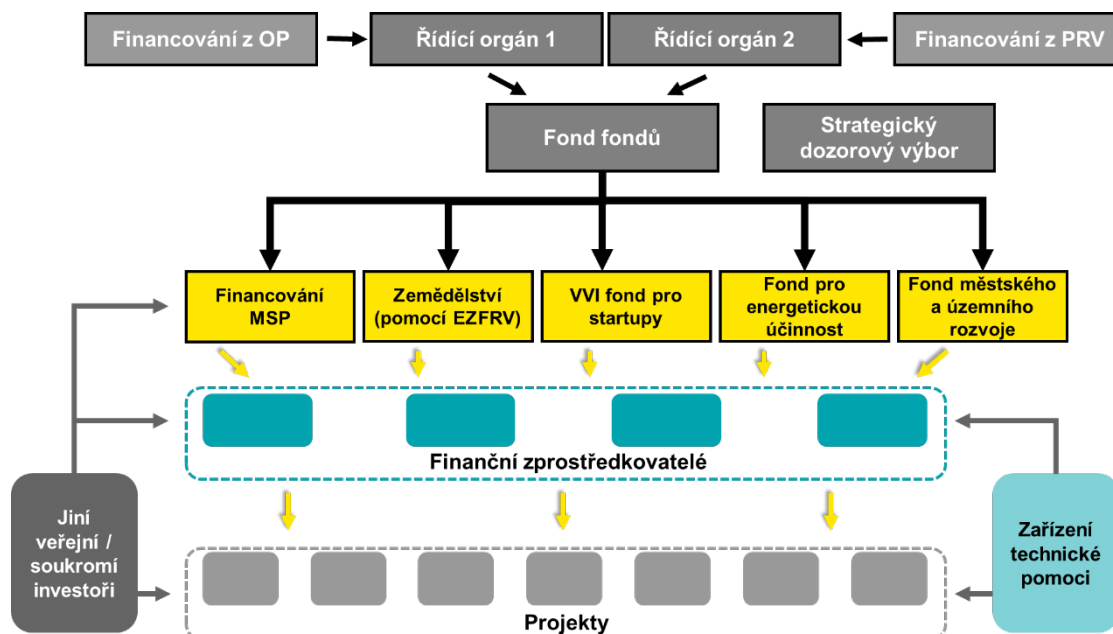 Financování z OP
Řídící orgán 1
Řídící orgán 2
Financování z PRV
Fond fondů
Strategický
dozorový výbor
Financování
MSP
Zemědělství
(pomocí EZFRV)
VVI fond pro
startupy
Fond pro
energetickou
účinnost
Fond městského
a územního
rozvoje
Finanční zprostředkovatelé
Jiní
veřejní /
soukromí
investoři
Zařízení
technické
pomoci
Projekty